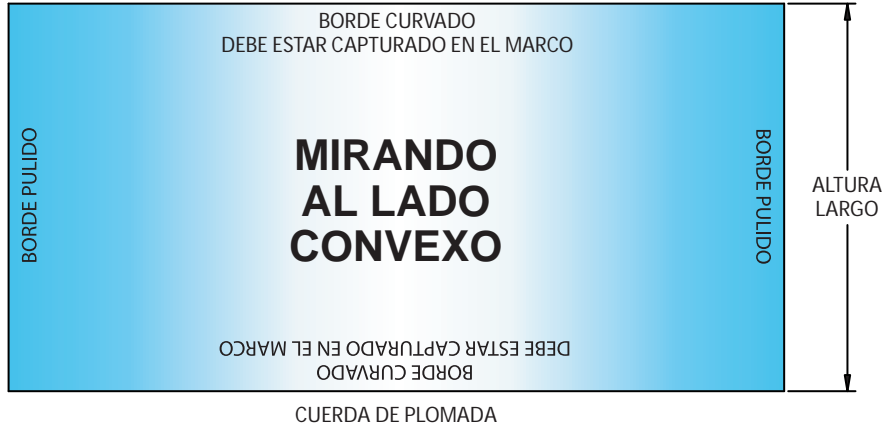 BORDE CURVADO
DEBE ESTAR CAPTURADO EN EL MARCO
BORDE PULIDO
MIRANDO
AL LADO
CONVEXO
BORDE PULIDO
ALTURA
LARGO
BORDE CURVADO
DEBE ESTAR CAPTURADO EN EL MARCO
CUERDA DE PLOMADA